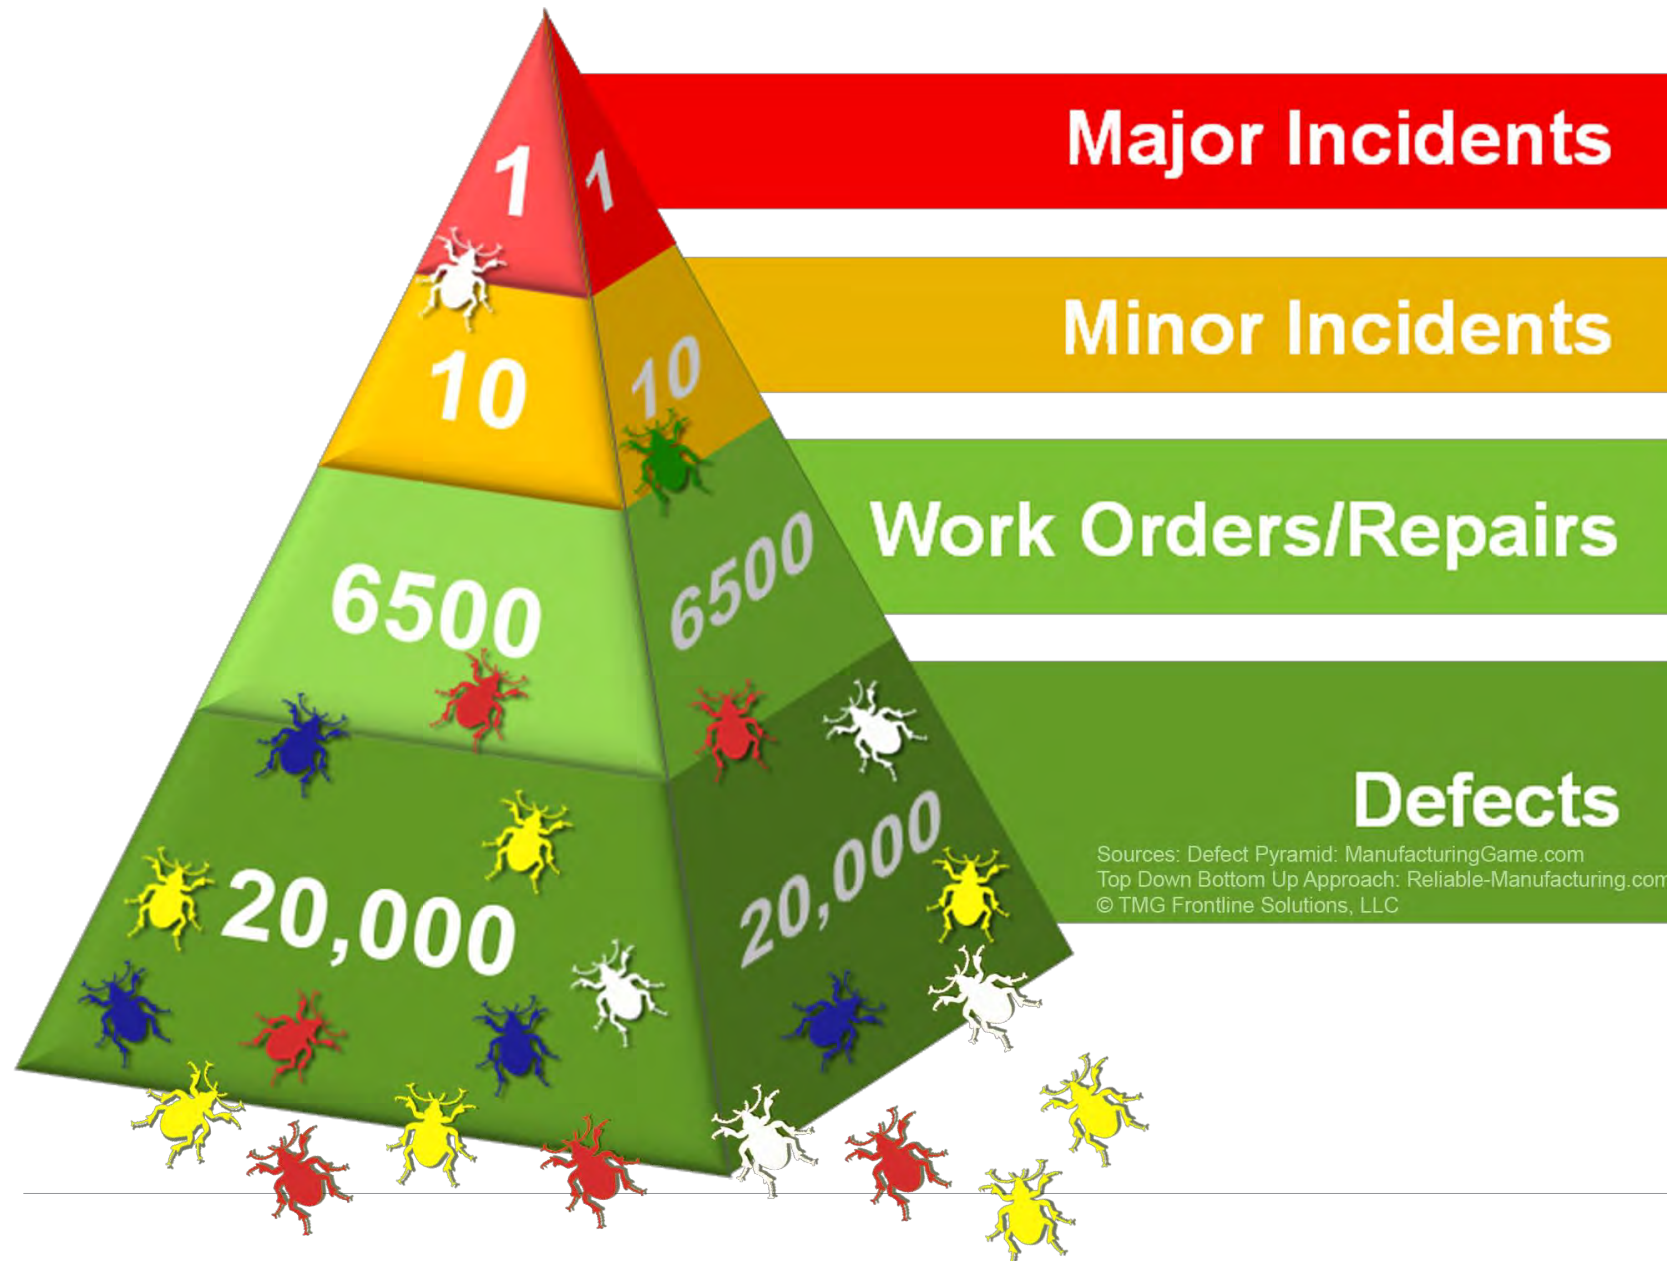 1 1 Major Incidents
10 10 Minor Incidents
6500 6500 Work Orders/Repairs
20,000 20,000 Defects
Sources: Defect Pyramid: ManufacturingGame.com
Top Down Bottom Up Approach: Reliable-Manufacturing.com
© TMG Frontline Solutions, LLC